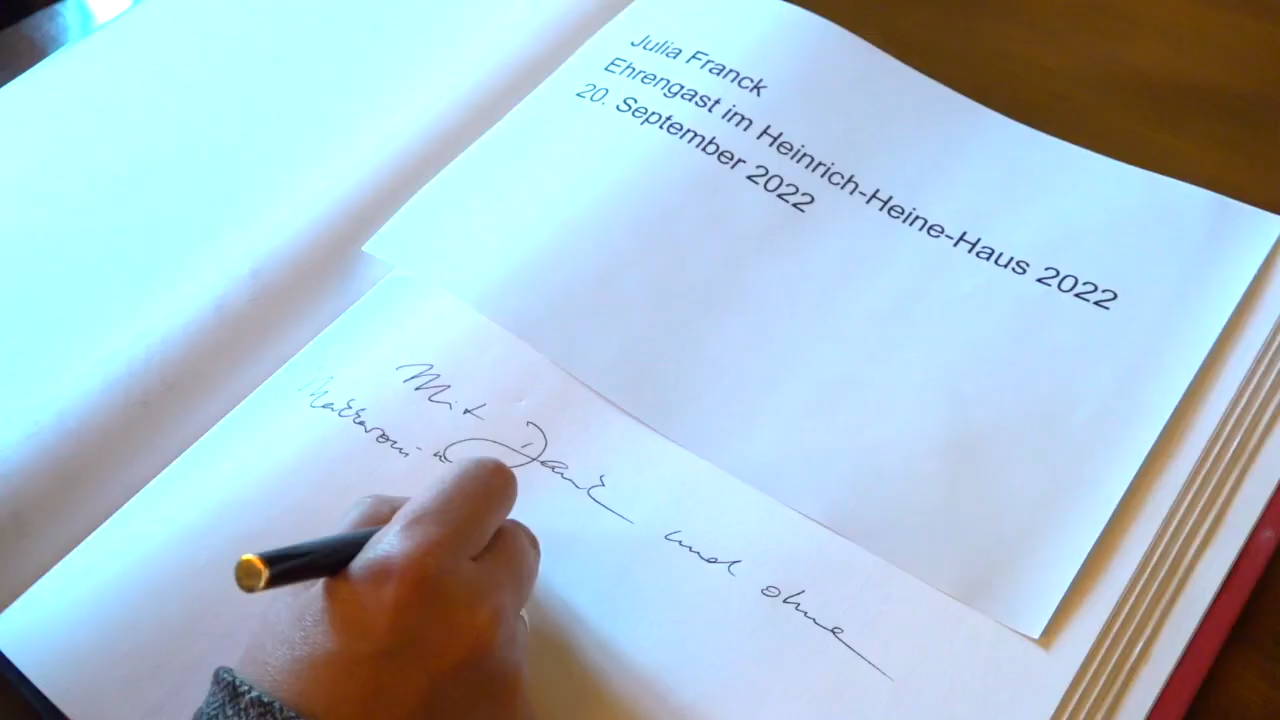 Julia Franck
Ehrengast im Heinrich-Heine-Haus 2022
20. September 2022
Mit Dank und ohne